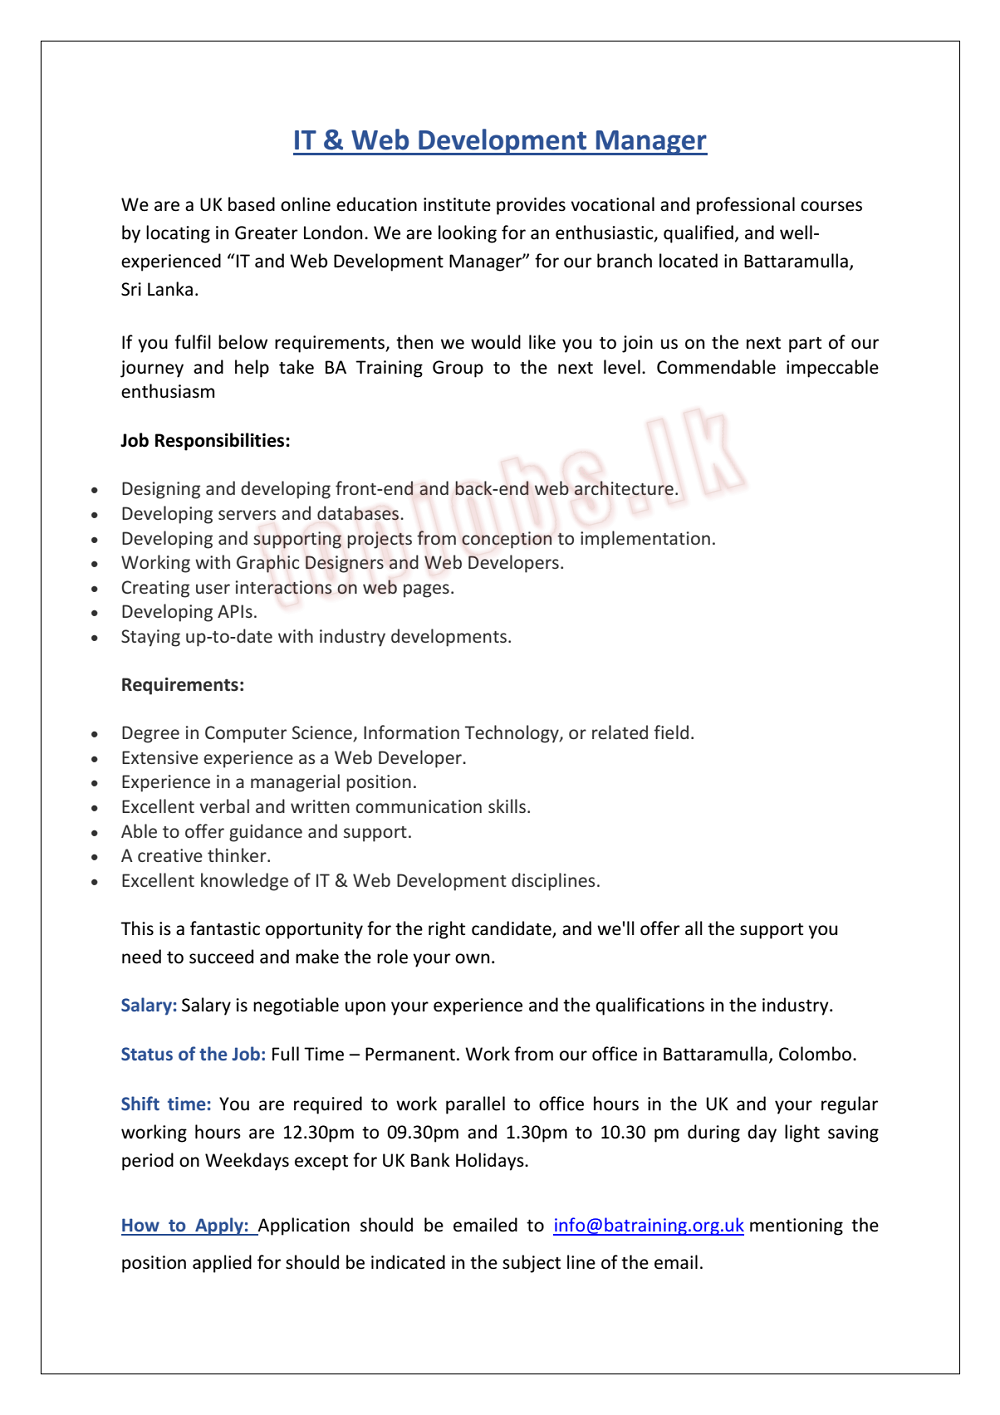 IT & Web Development Manager
We are a UK based online education institute provides vocational and professional courses
by locating in Greater London. We are looking for an enthusiastic, qualified, and well-
experienced “IT and Web Development Manager” for our branch located in Battaramulla,
Sri Lanka.
If you fulfil below requirements, then we would like you to join us on the next part of our
journey and help take BA Training Group to the next level. Commendable impeccable
enthusiasm
Job Responsibilities:
• Designing and developing front-end and back-end web architecture.
• Developing servers and databases.
• Developing and supporting projects from conception to implementation.
• Working with Graphic Designers and Web Developers.
• Creating user interactions on web pages.
• Developing APIs.
• Staying up-to-date with industry developments.
topjobs.lk
Requirements:
• Degree in Computer Science, Information Technology, or related field.
• Extensive experience as a Web Developer.
• Experience in a managerial position.
• Excellent verbal and written communication skills.
• Able to offer guidance and support.
• A creative thinker.
• Excellent knowledge of IT & Web Development disciplines.
This is a fantastic opportunity for the right candidate, and we'll offer all the support you
need to succeed and make the role your own.
Salary: Salary is negotiable upon your experience and the qualifications in the industry.
Status of the Job: Full Time – Permanent. Work from our office in Battaramulla, Colombo.
Shift time: You are required to work parallel to office hours in the UK and your regular
working hours are 12.30pm to 09.30pm and 1.30pm to 10.30 pm during day light saving
period on Weekdays except for UK Bank Holidays.
How to Apply: Application should be emailed to info@batraining.org.uk mentioning the
position applied for should be indicated in the subject line of the email.